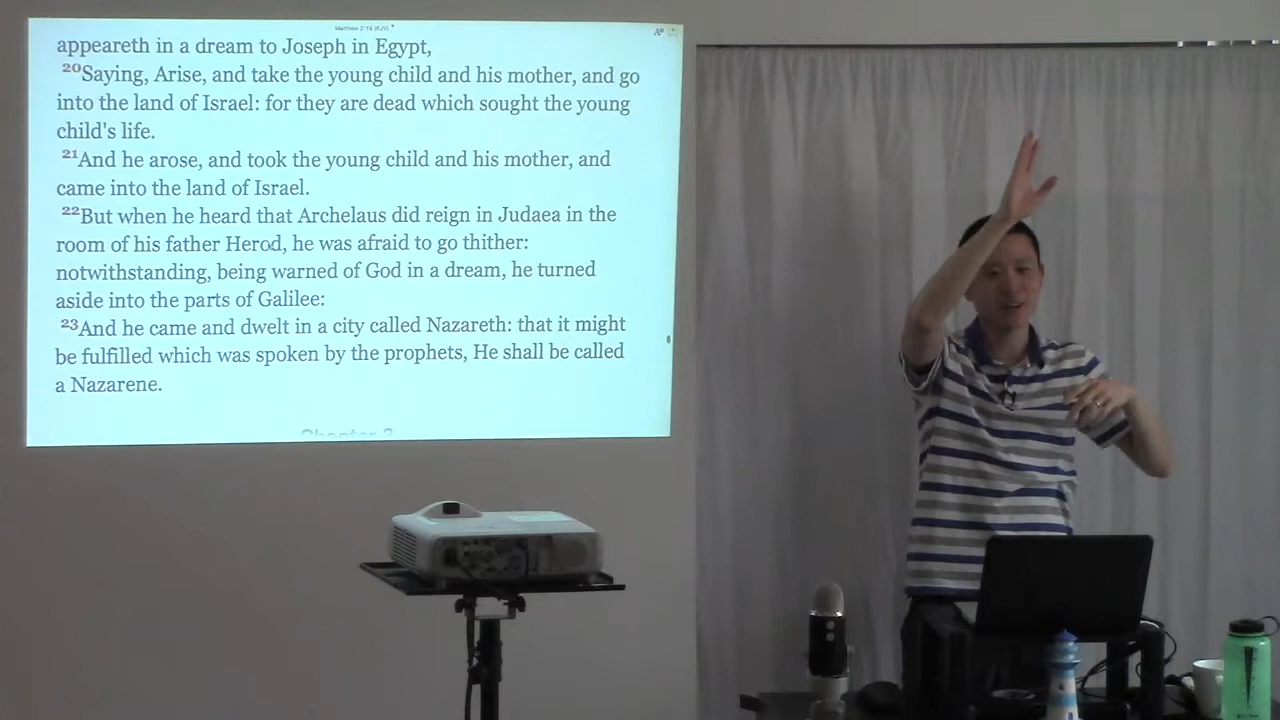 Matthew 2:19 (KJV)
appeareth in a dream to Joseph in Egypt,
20Saying, Arise, and take the young child and his mother, and go
into the land of Israel: for they are dead which sought the young
child's life.
21And he arose, and took the young child and his mother, and
came into the land of Israel.
22But when he heard that Archelaus did reign in Judaea in the
room of his father Herod, he was afraid to go thither:
notwithstanding, being warned of God in a dream, he turned
aside into the parts of Galilee:
23And he came and dwelt in a city called Nazareth: that it might
be fulfilled which was spoken by the prophets, He shall be called
a Nazarene.
Chapter 3